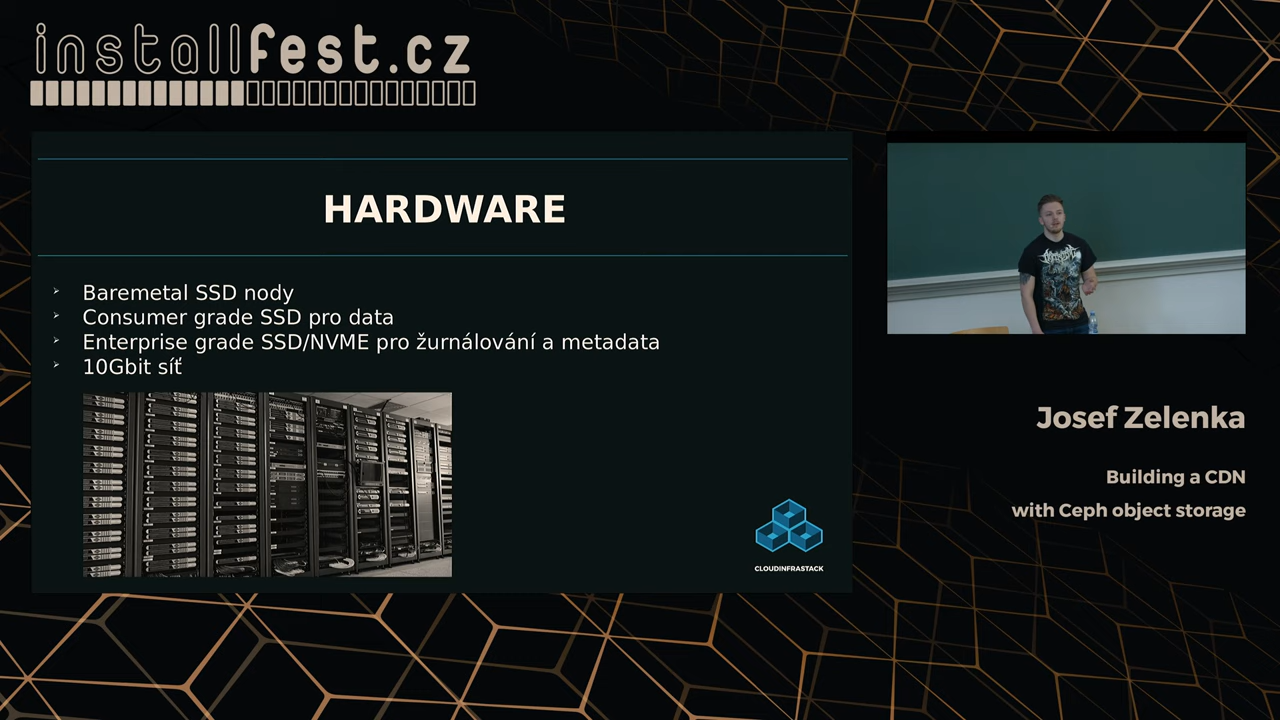 installfest.cz
HARDWARE
Baremetal SSD nody
Consumer grade SSD pro data
Enterprise grade SSD/NVME pro žurnálování a metadata
10Gbit síť
CLOUDINFRASTACK
Josef Zelenka
Building a CDN
with Ceph object storage